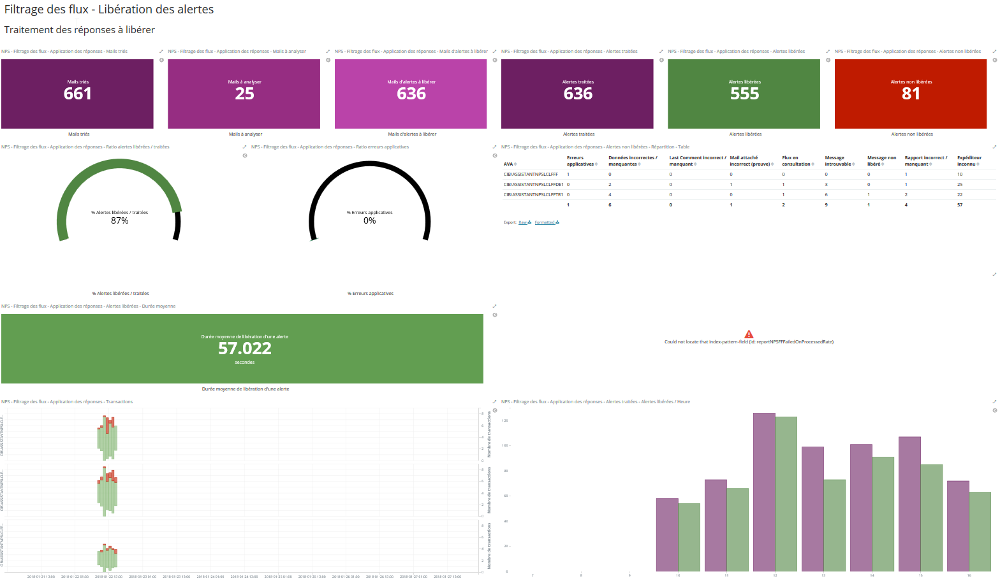 Filtrage des flux - Libération des alertes
Traitement des réponses à libérer
NPS - Filtrage des flux - Application des réponses - Mails triés
NPS - Filtrage des flux - Application des réponses - Mails à analyser
NPS - Filtrage des flux - Application des réponses - Mails d'alertes à libérer
NPS - Filtrage des flux - Application des réponses - Alertes traitées
NPS - Filtrage des flux - Application des réponses - Alertes libérées
NPS - Filtrage des flux - Application des réponses - Alertes non libérées
Mails triés
661
Mails triés
Mails à analyser
25
Mails à analyser
Mails d'alertes à libérer
636
Mails d'alertes à libérer
Alertes traitées
636
Alertes traitées
Alertes libérées
555
Alertes libérées
Alertes non libérées
81
Alertes non libérées
NPS - Filtrage des flux - Application des réponses - Ratio alertes libérées / traitées
% Alertes libérées / traitées
87%
% Alertes libérées / traitées
NPS - Filtrage des flux - Application des réponses - Ratio erreurs applicatives
% Erreurs applicatives
0%
% Erreurs applicatives
NPS - Filtrage des flux - Application des réponses - Alertes non libérées - Répartition - Table
AVA Erreurs applicatives Données incorrectes / manquantes Last Comment incorrect / manquant Mail attaché incorrect (preuve) Flux en consultation Message introuvable Message non libéré Rapport incorrect / manquant Expéditeur inconnu
CIB\ASSISTANTNPSLCLFFF 1 0 0 0 0 0 0 1 10
CIB\ASSISTANTNPSLCLFFDE1 0 2 0 1 1 3 0 1 25
CIB\ASSISTANTNPSLCLFFTR1 0 4 0 0 1 6 1 2 22
1 6 0 1 2 9 1 4 57
Export: Raw Formatted
NPS - Filtrage des flux - Application des réponses - Alertes libérées - Durée moyenne
Durée moyenne de libération d'une alerte
57.022
secondes
Durée moyenne de libération d'une alerte
Could not locate that index-pattern-field (id: reportNPSFFFailedOnProcessedRate)
NPS - Filtrage des flux - Application des réponses - Transactions
8
6
4
2
0
Nombre de transactions
8
6
4
2
0
Nombre de transactions
8
6
4
2
0
Nombre de transactions
2018-01-21 13:00 2018-01-22 01:00 2018-01-22 13:00 2018-01-23 01:00 2018-01-23 13:00 2018-01-24 01:00 2018-01-24 13:00 2018-01-25 01:00 2018-01-25 13:00 2018-01-26 01:00 2018-01-26 13:00 2018-01-27 01:00 2018-01-27 13:00
NPS - Filtrage des flux - Application des réponses - Alertes traitées - Alertes libérées / Heure
120
100
80
60
40
20
0
7 8 9 10 11 12 13 14 15 16